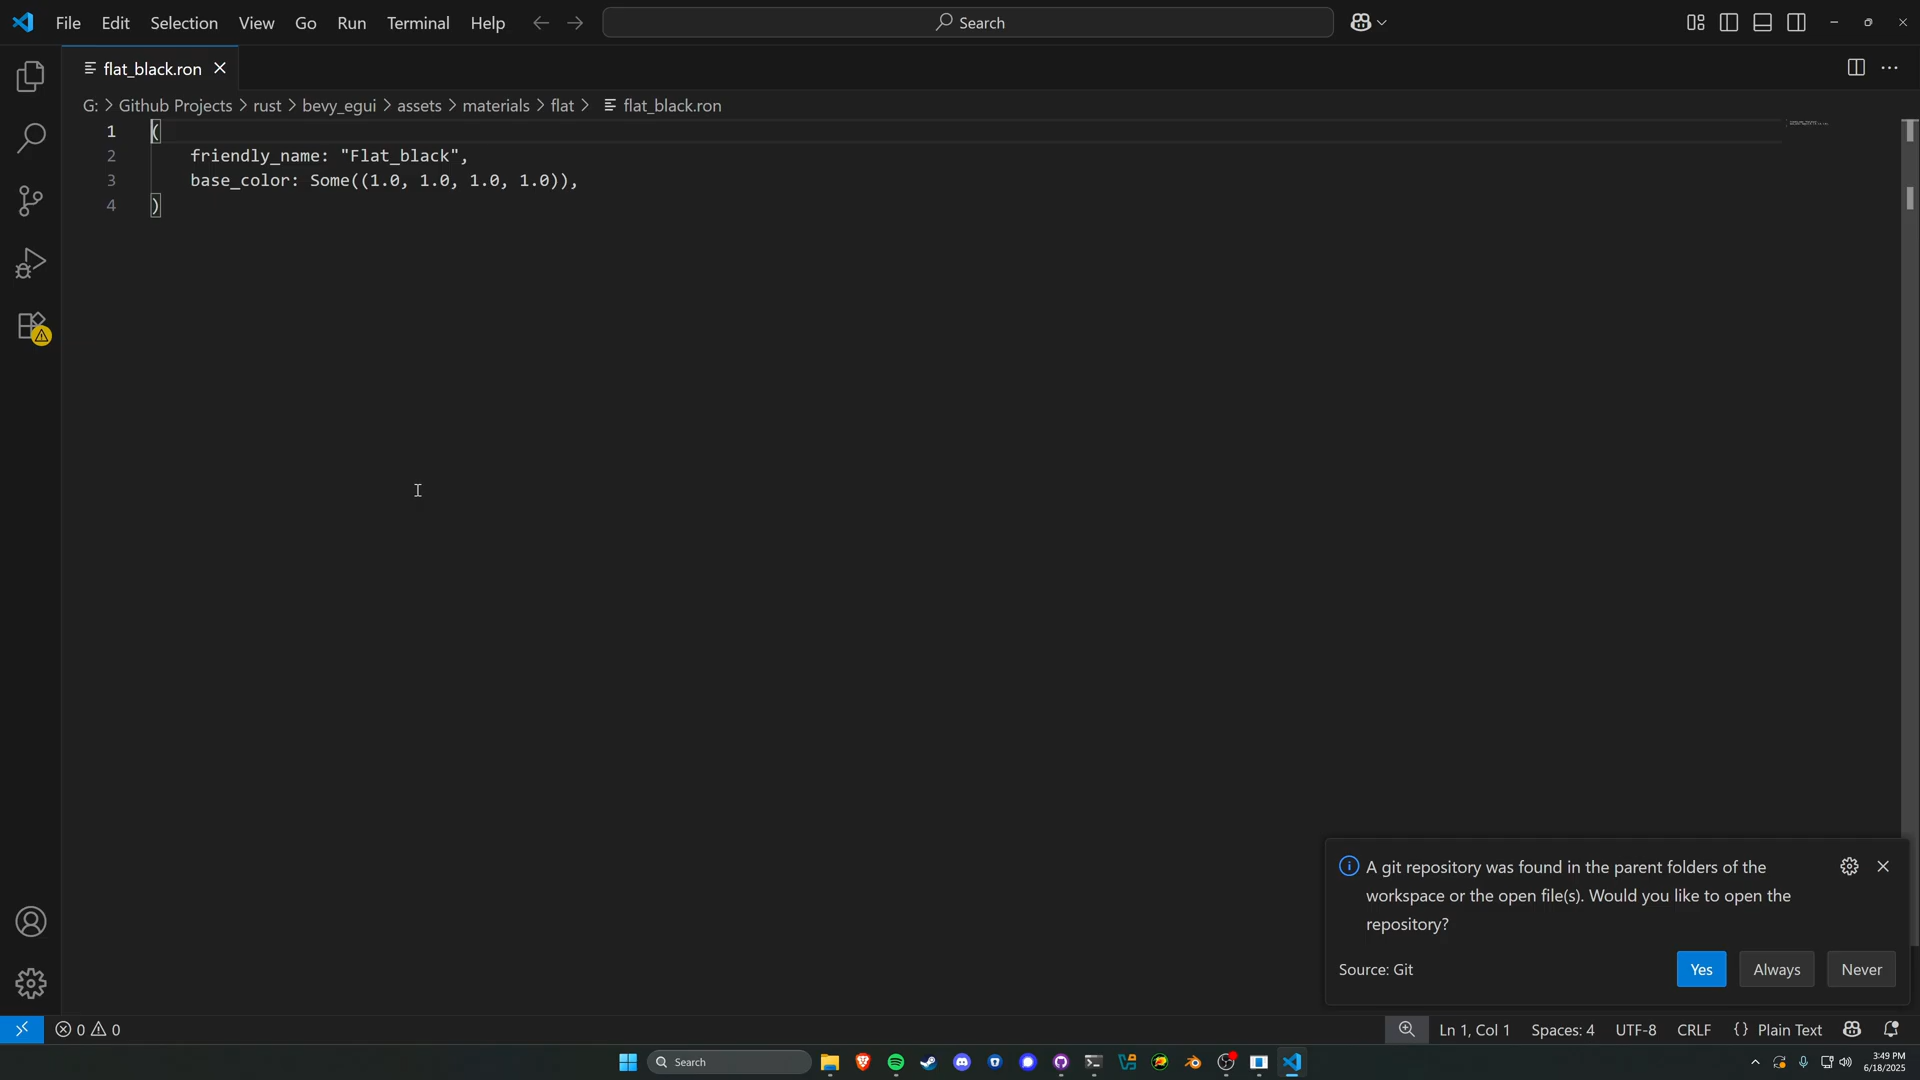 File Edit Selection View Go Run Terminal Help Search
flat_black.ron
G: > Github Projects > rust > bevy_egui > assets > materials > flat > flat_black.ron
1 (
2 friendly_name: "Flat_black",
3 base_color: Some((1.0, 1.0, 1.0, 1.0)),
4 )
A git repository was found in the parent folders of the
workspace or the open file(s). Would you like to open the
repository?
Source: Git Yes Always Never
0 0 Ln 1, Col 1 Spaces: 4 UTF-8 CRLF {} Plain Text
Search 3:49 PM
6/18/2025